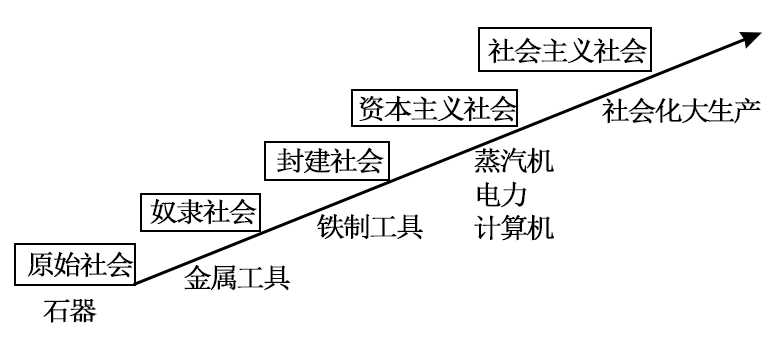 社会主义社会
资本主义社会
社会化大生产
封建社会
蒸汽机
电力
计算机
奴隶社会
铁制工具
原始社会
金属工具
石器